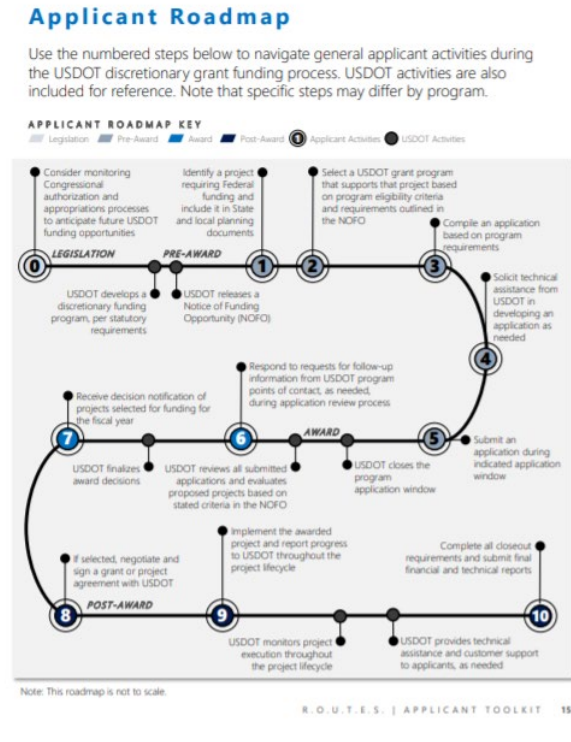 Applicant Roadmap
Use the numbered steps below to navigate general applicant activities during
the USDOT discretionary grant funding process. USDOT activities are also
included for reference. Note that specific steps may differ by program.
APPLICANT ROADMAP KEY
Legislation Pre-Award Award Post-Award 1 Applicant Activities USDOT Activities
Consider monitoring
Congressional
authorization and
appropriations processes
to anticipate future USDOT
funding opportunities
Identify a project
requiring Federal
funding and
include it in State
and local planning
documents
Select a USDOT grant program
that supports that project based
on program eligibility criteria
and requirements outlined in
the NOFO
Compile an application
based on program
requirements
LEGISLATION
PRE-AWARD
0
1
2
3
USDOT develops a
discretionary funding
program, per statutory
requirements
USDOT releases a
Notice of Funding
Opportunity (NOFO)
Solicit technical
assistance from
USDOT in
developing an
application as
needed
4
Respond to requests for follow-up
information from USDOT program
points of contact, as needed,
during application review process
Receive decision notification of
projects selected for funding for
the fiscal year
7
6
AWARD
5
Submit an
application during
indicated application
window
USDOT closes the
program
application window
USDOT reviews all submitted
applications and evaluates
proposed projects based on
stated criteria in the NOFO
USDOT finalizes
award decisions
If selected, negotiate and
sign a grant or project
agreement with USDOT
Implement the awarded
project and report progress
to USDOT throughout the
project lifecycle
Complete all closeout
requirements and submit final
financial and technical reports
POST-AWARD
8
9
10
USDOT monitors project
execution throughout
the project lifecycle
USDOT provides technical
assistance and customer support
to applicants, as needed
Note: This roadmap is not to scale.
R.O.U.T.E.S. | APPLICANT TOOLKIT 15